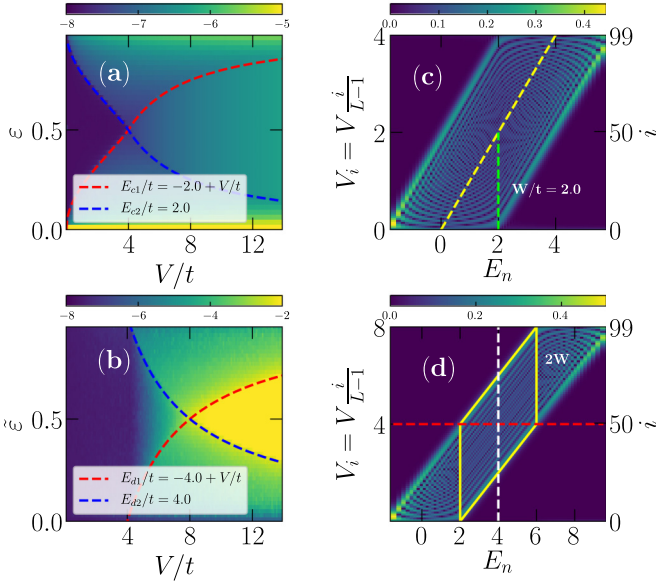 −8 −7 −6 −5
(a)
ε
0.5
0.0
E_{c1}/t = −2.0 + V/t
E_{c2}/t = 2.0
4 8 12
V/t
0.0 0.1 0.2 0.3 0.4
(c)
V_i = V \frac{i}{L−1}
4
2
0
W/t = 2.0
99
50
0
i
0 2 4
E_n
−8 −6 −4 −2
(b)
ε̃
0.5
0.0
E_{d1}/t = −4.0 + V/t
E_{d2}/t = 4.0
4 8 12
V/t
0.0 0.2 0.4
(d)
V_i = V \frac{i}{L−1}
8
4
0
2W
99
50
0
i
0 2 4 6 8
E_n